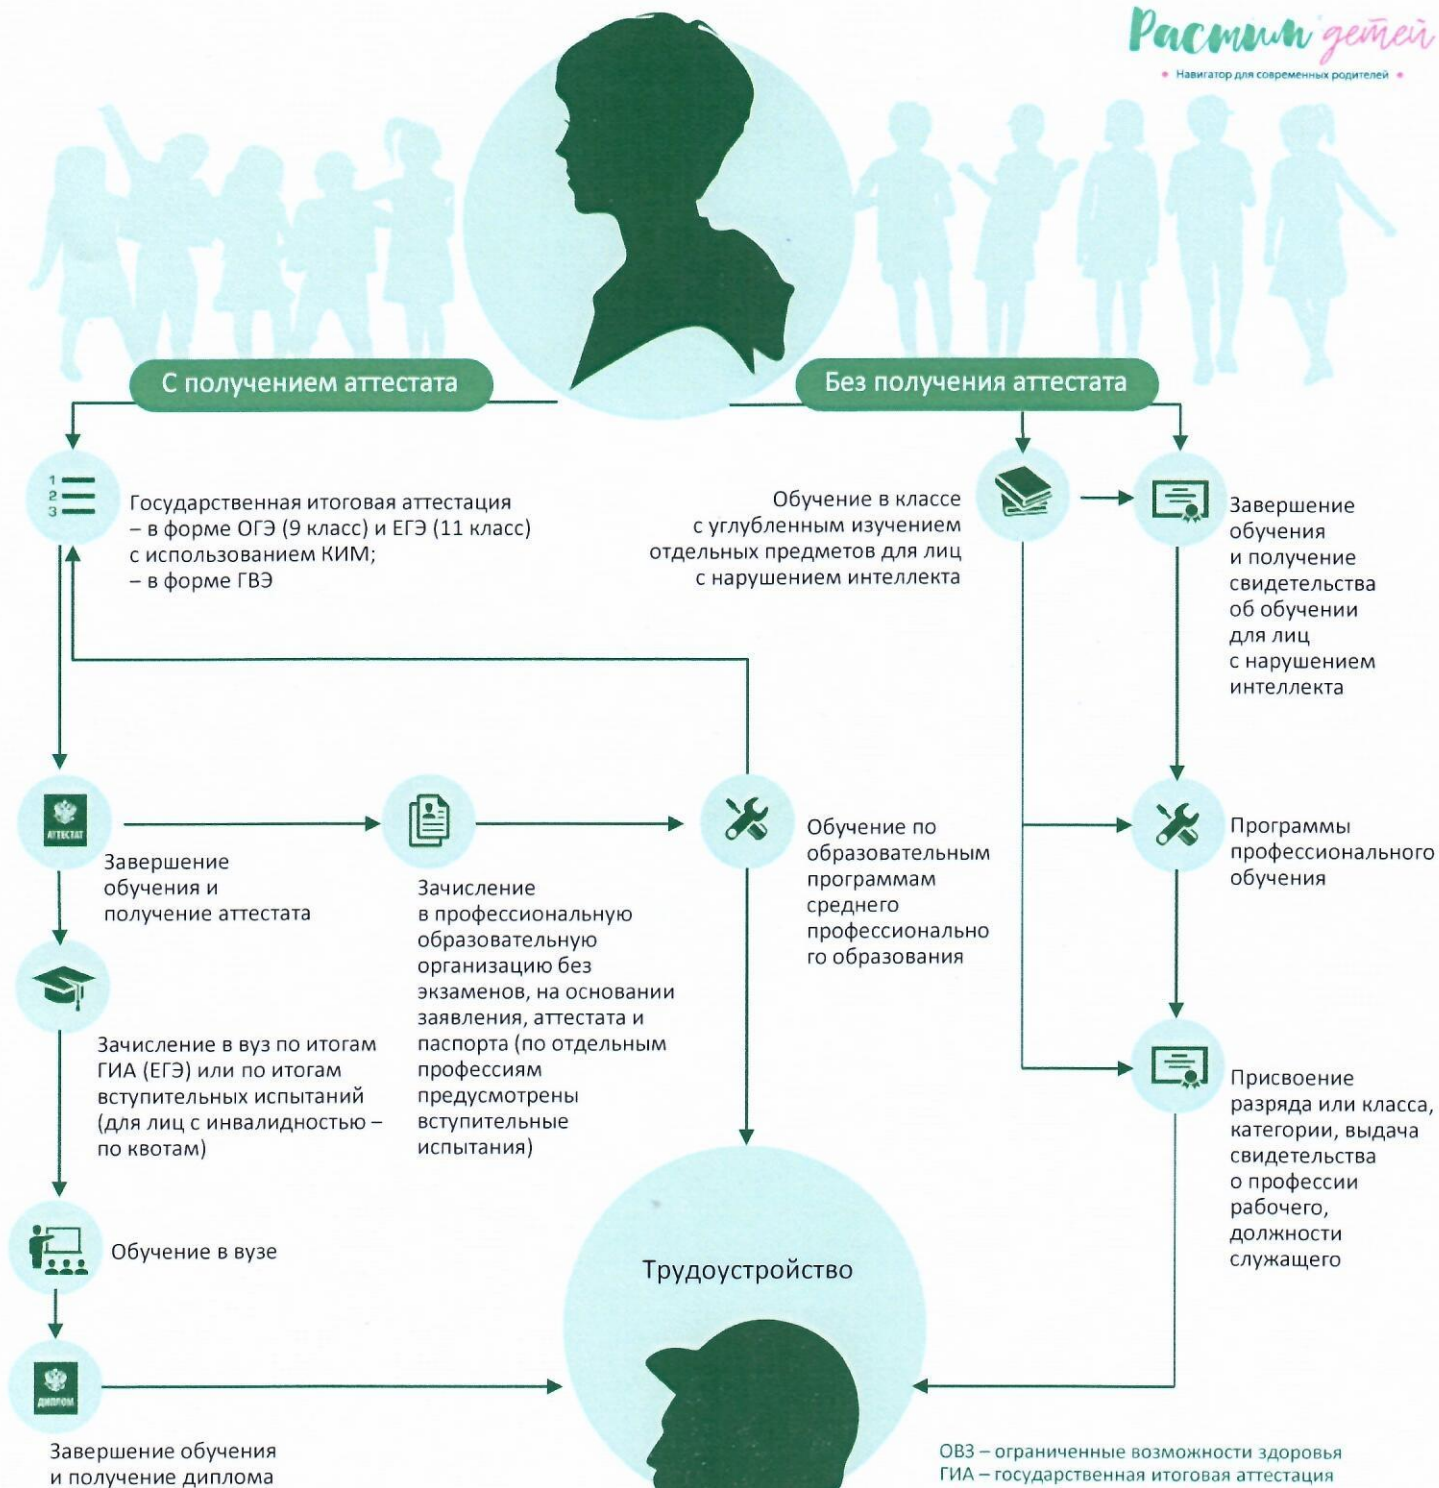 Растим детей
• Навигатор для современных родителей •
С получением аттестата
Без получения аттестата
1
2
3
Государственная итоговая аттестация
– в форме ОГЭ (9 класс) и ЕГЭ (11 класс)
с использованием КИМ;
– в форме ГВЭ
Обучение в классе
с углубленным изучением
отдельных предметов для лиц
с нарушением интеллекта
Завершение
обучения
и получение
свидетельства
об обучении
для лиц
с нарушением
интеллекта
АТТЕСТАТ
Завершение
обучения и
получение аттестата
Зачисление
в профессиональную
образовательную
организацию без
экзаменов, на основании
заявления, аттестата и
паспорта (по отдельным
профессиям
предусмотрены
вступительные
испытания)
Обучение по
образовательным
программам
среднего
профессионально
го образования
Программы
профессионального
обучения
Зачисление в вуз по итогам
ГИА (ЕГЭ) или по итогам
вступительных испытаний
(для лиц с инвалидностью –
по квотам)
Присвоение
разряда или класса,
категории, выдача
свидетельства
о профессии
рабочего,
должности
служащего
Обучение в вузе
Трудоустройство
ДИПЛОМ
Завершение обучения
и получение диплома
ОВЗ – ограниченные возможности здоровья
ГИА – государственная итоговая аттестация